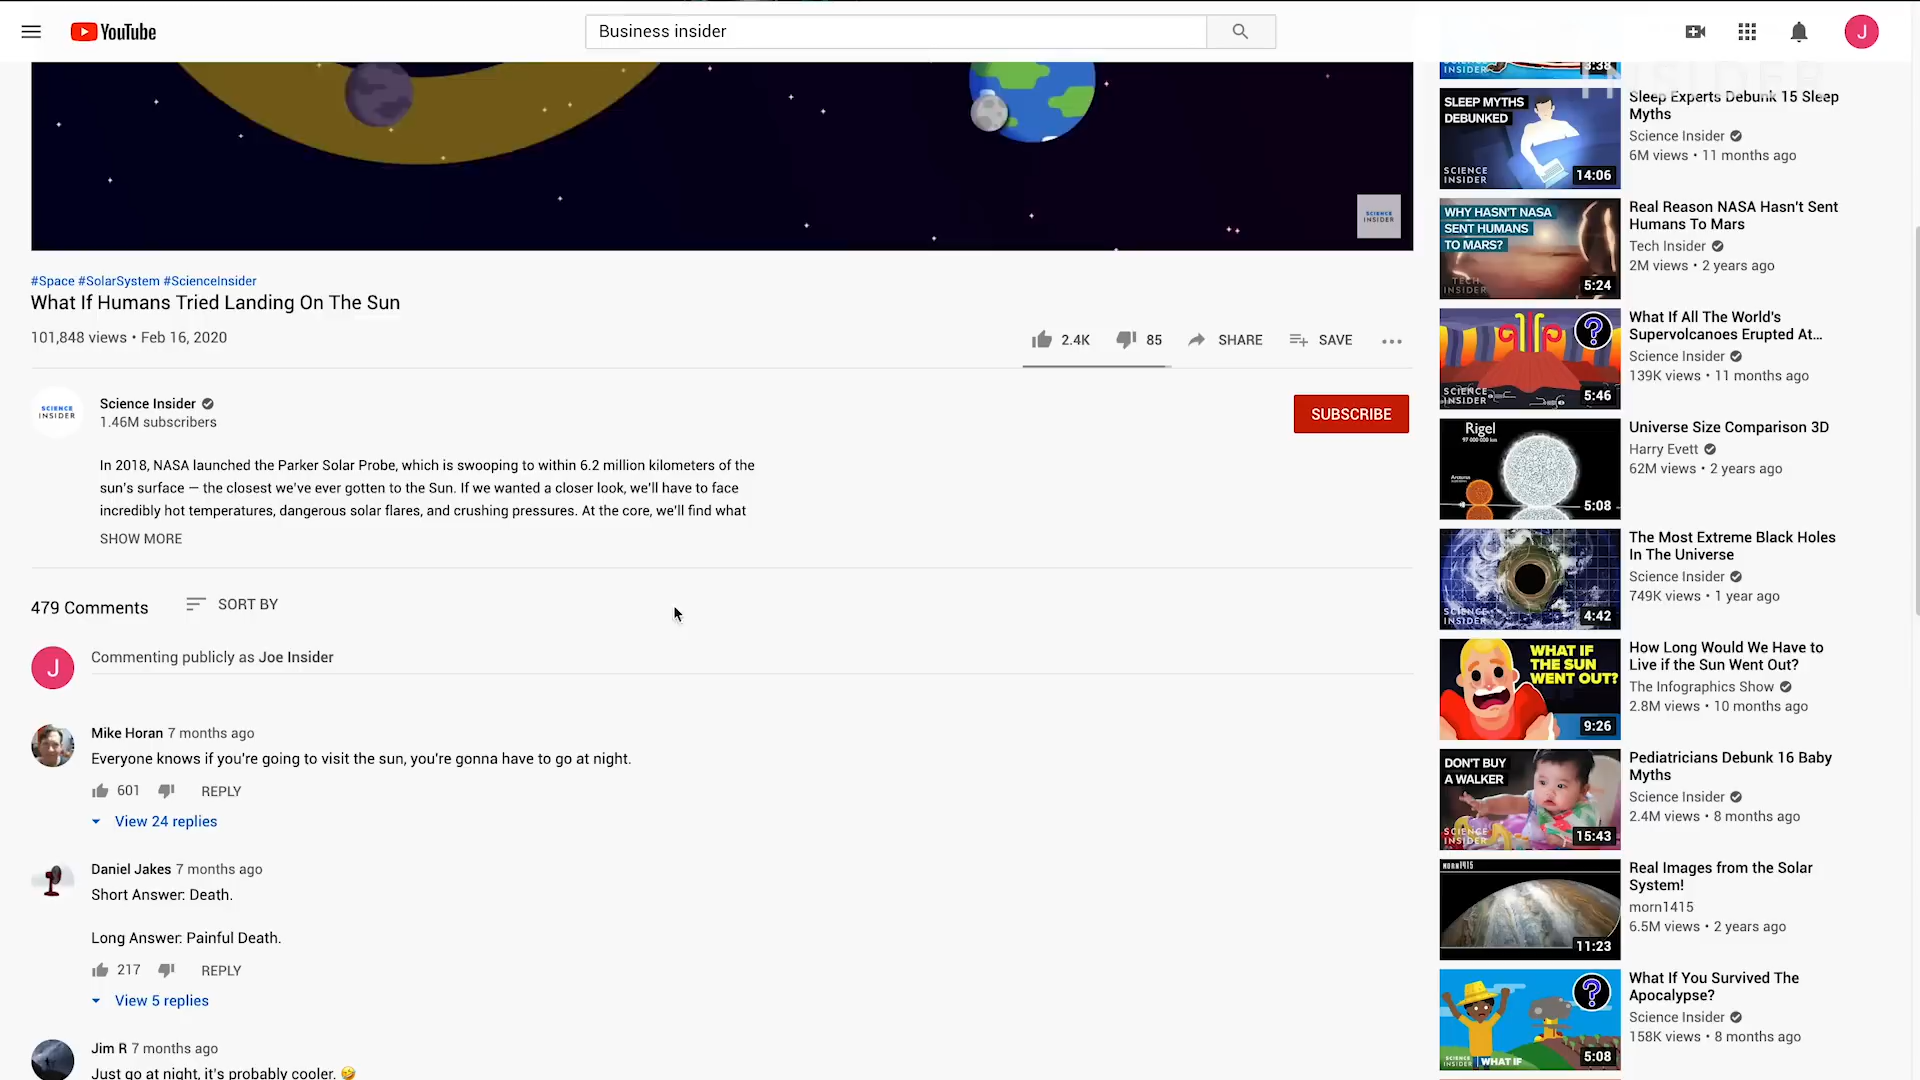 YouTube
Business insider
J
SCIENCE
INSIDER
#Space #SolarSystem #ScienceInsider
What If Humans Tried Landing On The Sun
101,848 views • Feb 16, 2020
2.4K
85
SHARE
SAVE
SCIENCE
INSIDER
Science Insider
1.46M subscribers
SUBSCRIBE
In 2018, NASA launched the Parker Solar Probe, which is swooping to within 6.2 million kilometers of the
sun's surface — the closest we've ever gotten to the Sun. If we wanted a closer look, we'll have to face
incredibly hot temperatures, dangerous solar flares, and crushing pressures. At the core, we'll find what
SHOW MORE
479 Comments
SORT BY
J
Commenting publicly as Joe Insider
Mike Horan 7 months ago
Everyone knows if you're going to visit the sun, you're gonna have to go at night.
601
REPLY
View 24 replies
Daniel Jakes 7 months ago
Short Answer: Death.
Long Answer: Painful Death.
217
REPLY
View 5 replies
Jim R 7 months ago
Just go at night, it's probably cooler. 🤣
INSIDER
3:38
INSIDER
SLEEP MYTHS
DEBUNKED
SCIENCE
INSIDER
14:06
Sleep Experts Debunk 15 Sleep
Myths
Science Insider
6M views • 11 months ago
WHY HASN'T NASA
SENT HUMANS
TO MARS?
TECH
INSIDER
5:24
Real Reason NASA Hasn't Sent
Humans To Mars
Tech Insider
2M views • 2 years ago
?
SCIENCE
INSIDER
5:46
What If All The World's
Supervolcanoes Erupted At...
Science Insider
139K views • 11 months ago
Rigel
97 000 000 km
5:08
Universe Size Comparison 3D
Harry Evett
62M views • 2 years ago
SCIENCE
INSIDER
4:42
The Most Extreme Black Holes
In The Universe
Science Insider
749K views • 1 year ago
WHAT IF
THE SUN
WENT OUT?
9:26
How Long Would We Have to
Live if the Sun Went Out?
The Infographics Show
2.8M views • 10 months ago
DON'T BUY
A WALKER
SCIENCE
INSIDER
15:43
Pediatricians Debunk 16 Baby
Myths
Science Insider
2.4M views • 8 months ago
MORN1415
11:23
Real Images from the Solar
System!
morn1415
6.5M views • 2 years ago
?
SCIENCE
INSIDER
WHAT IF
5:08
What If You Survived The
Apocalypse?
Science Insider
158K views • 8 months ago